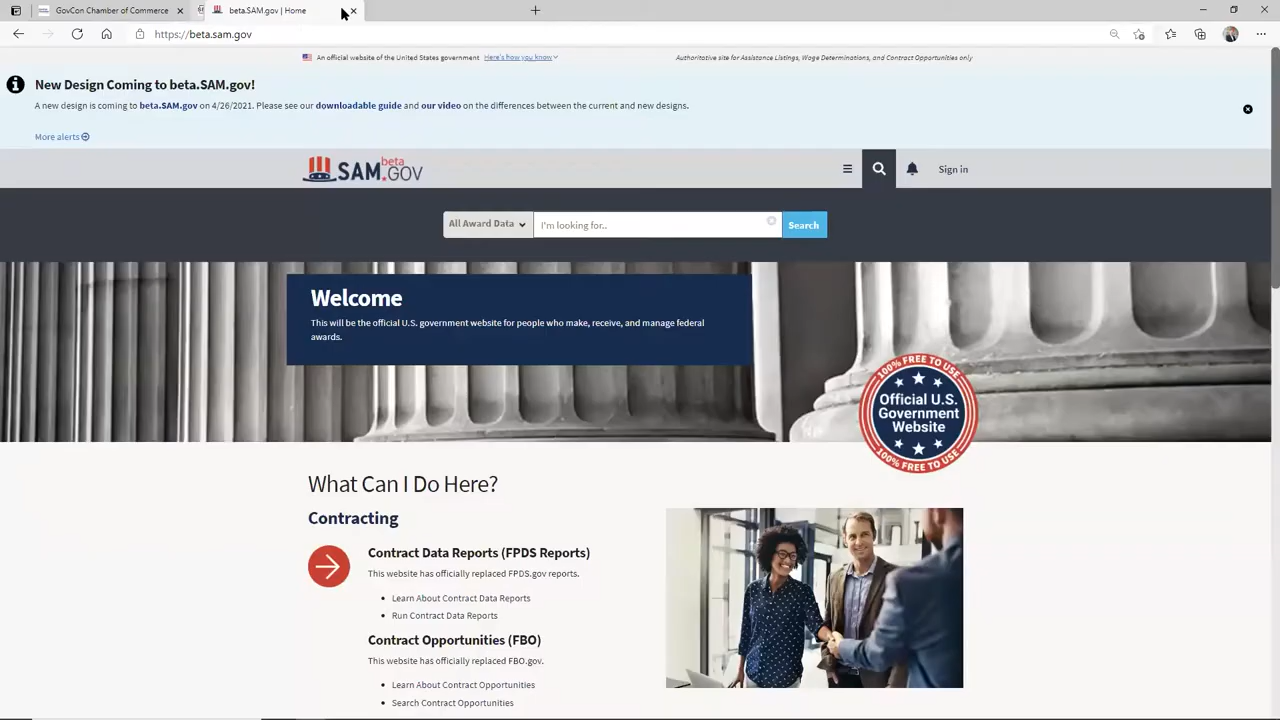 GovCon Chamber of Commerce
beta.SAM.gov | Home
https://beta.sam.gov
An official website of the United States government Here's how you know
Authoritative site for Assistance Listings, Wage Determinations, and Contract Opportunities only
New Design Coming to beta.SAM.gov!
A new design is coming to beta.SAM.gov on 4/26/2021. Please see our downloadable guide and our video on the differences between the current and new designs.
More alerts
beta
SAM.GOV
Sign in
All Award Data
I'm looking for..
Search
Welcome
This will be the official U.S. government website for people who make, receive, and manage federal
awards.
100% FREE TO USE
Official U.S.
Government
Website
100% FREE TO USE
What Can I Do Here?
Contracting
Contract Data Reports (FPDS Reports)
This website has officially replaced FPDS.gov reports.
Learn About Contract Data Reports
Run Contract Data Reports
Contract Opportunities (FBO)
This website has officially replaced FBO.gov.
Learn About Contract Opportunities
Search Contract Opportunities